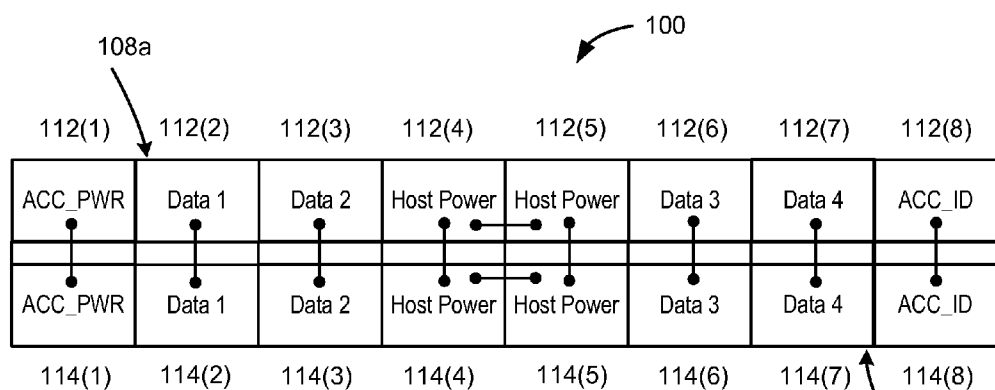 100
108a
112(1) 112(2) 112(3) 112(4) 112(5) 112(6) 112(7) 112(8)
ACC_PWR Data 1 Data 2 Host Power Host Power Data 3 Data 4 ACC_ID
ACC_PWR Data 1 Data 2 Host Power Host Power Data 3 Data 4 ACC_ID
114(1) 114(2) 114(3) 114(4) 114(5) 114(6) 114(7) 114(8)